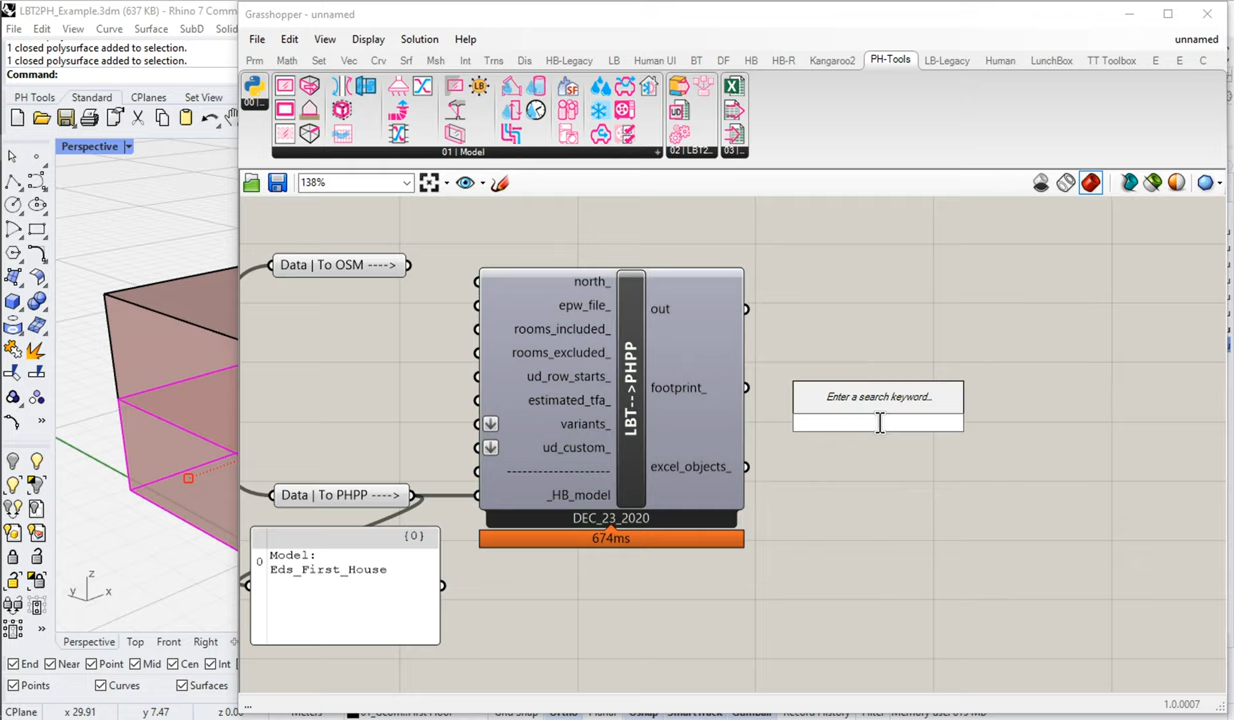 LBT2PH_Example.3dm (637 KB) - Rhino 7 Comm
Grasshopper - unnamed
File Edit View Curve Surface SubD Solid
File Edit View Display Solution Help
unnamed
1 closed polysurface added to selection.
1 closed polysurface added to selection.
Command:
Prm Math Set Vec Crv Srf Msh Int Trns Dis HB-Legacy LB Human UI BT DF HB HB-R Kangaroo2 PH-Tools LB-Legacy Human LunchBox TT Toolbox E E C
PH Tools Standard CPlanes Set View
01 | Model
Perspective
138%
Data | To OSM ---->
north_
epw_file_
rooms_included_
rooms_excluded_
ud_row_starts_
estimated_tfa_
variants_
ud_custom_
--------------------
_HB_model
LBT-->PHPP
out
footprint_
excel_objects_
DEC_23_2020
674ms
Enter a search keyword...
Data | To PHPP ---->
{0}
0 Model:
Eds_First_House
z
y x
Perspective Top Front Right
End Near Point Mid Cen Int
Points Curves Surfaces
...
1.0.0007
CPlane x 29.91 y 7.47 z 0.00